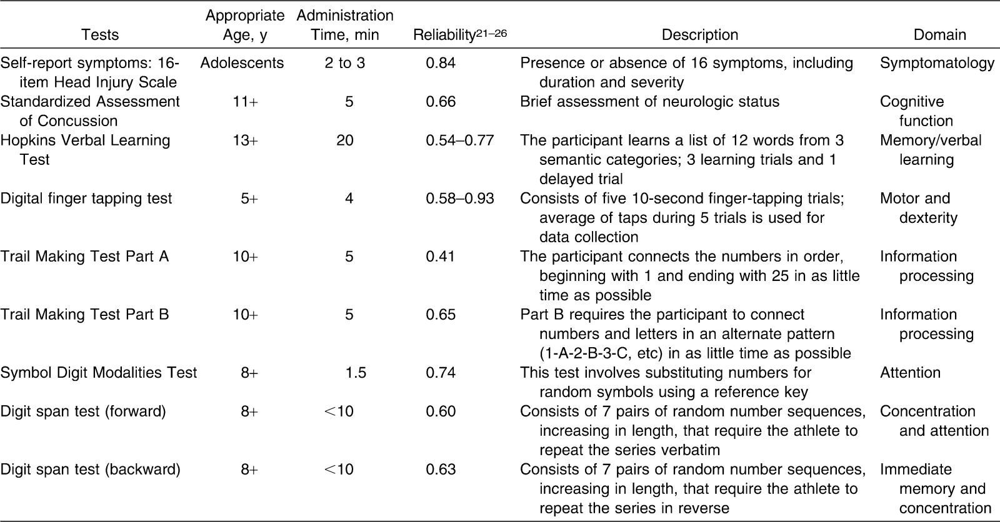 Tests Appropriate Age, y Administration Time, min Reliability21–26 Description Domain
Self-report symptoms: 16- Adolescents 2 to 3 0.84 Presence or absence of 16 symptoms, including Symptomatology
item Head Injury Scale duration and severity
Standardized Assessment 11+ 5 0.66 Brief assessment of neurologic status Cognitive
of Concussion function
Hopkins Verbal Learning 13+ 20 0.54–0.77 The participant learns a list of 12 words from 3 Memory/verbal
Test semantic categories; 3 learning trials and 1 learning
delayed trial
Digital finger tapping test 5+ 4 0.58–0.93 Consists of five 10-second finger-tapping trials; Motor and
average of taps during 5 trials is used for dexterity
data collection
Trail Making Test Part A 10+ 5 0.41 The participant connects the numbers in order, Information
beginning with 1 and ending with 25 in as little processing
time as possible
Trail Making Test Part B 10+ 5 0.65 Part B requires the participant to connect Information
numbers and letters in an alternate pattern processing
(1-A-2-B-3-C, etc) in as little time as possible
Symbol Digit Modalities Test 8+ 1.5 0.74 This test involves substituting numbers for Attention
random symbols using a reference key
Digit span test (forward) 8+ <10 0.60 Consists of 7 pairs of random number sequences, Concentration
increasing in length, that require the athlete to and attention
repeat the series verbatim
Digit span test (backward) 8+ <10 0.63 Consists of 7 pairs of random number sequences, Immediate
increasing in length, that require the athlete to memory and
repeat the series in reverse concentration